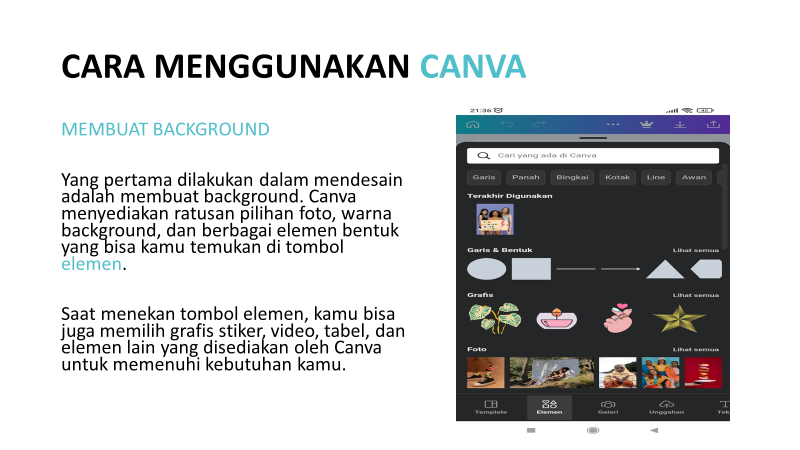 CARA MENGGUNAKAN CANVA
MEMBUAT BACKGROUND
Yang pertama dilakukan dalam mendesain
adalah membuat background. Canva
menyediakan ratusan pilihan foto, warna
background, dan berbagai elemen bentuk
yang bisa kamu temukan di tombol
elemen.
Saat menekan tombol elemen, kamu bisa
juga memilih grafis stiker, video, tabel, dan
elemen lain yang disediakan oleh Canva
untuk memenuhi kebutuhan kamu.
21:36
Cari yang ada di Canva
Garis Panah Bingkai Kotak Line Awan
Terakhir Digunakan
Garis & Bentuk Lihat semua
Grafis Lihat semua
Foto Lihat semua
Template Elemen Galeri Unggahan Tek